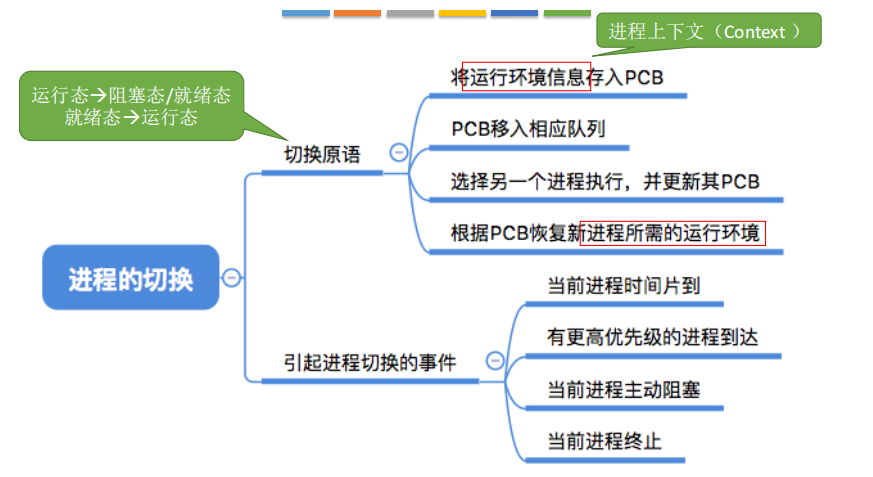 进程上下文（Context ）
运行态→阻塞态/就绪态
就绪态→运行态
将运行环境信息存入PCB
PCB移入相应队列
切换原语
选择另一个进程执行，并更新其PCB
根据PCB恢复新进程所需的运行环境
进程的切换
当前进程时间片到
有更高优先级的进程到达
引起进程切换的事件
当前进程主动阻塞
当前进程终止